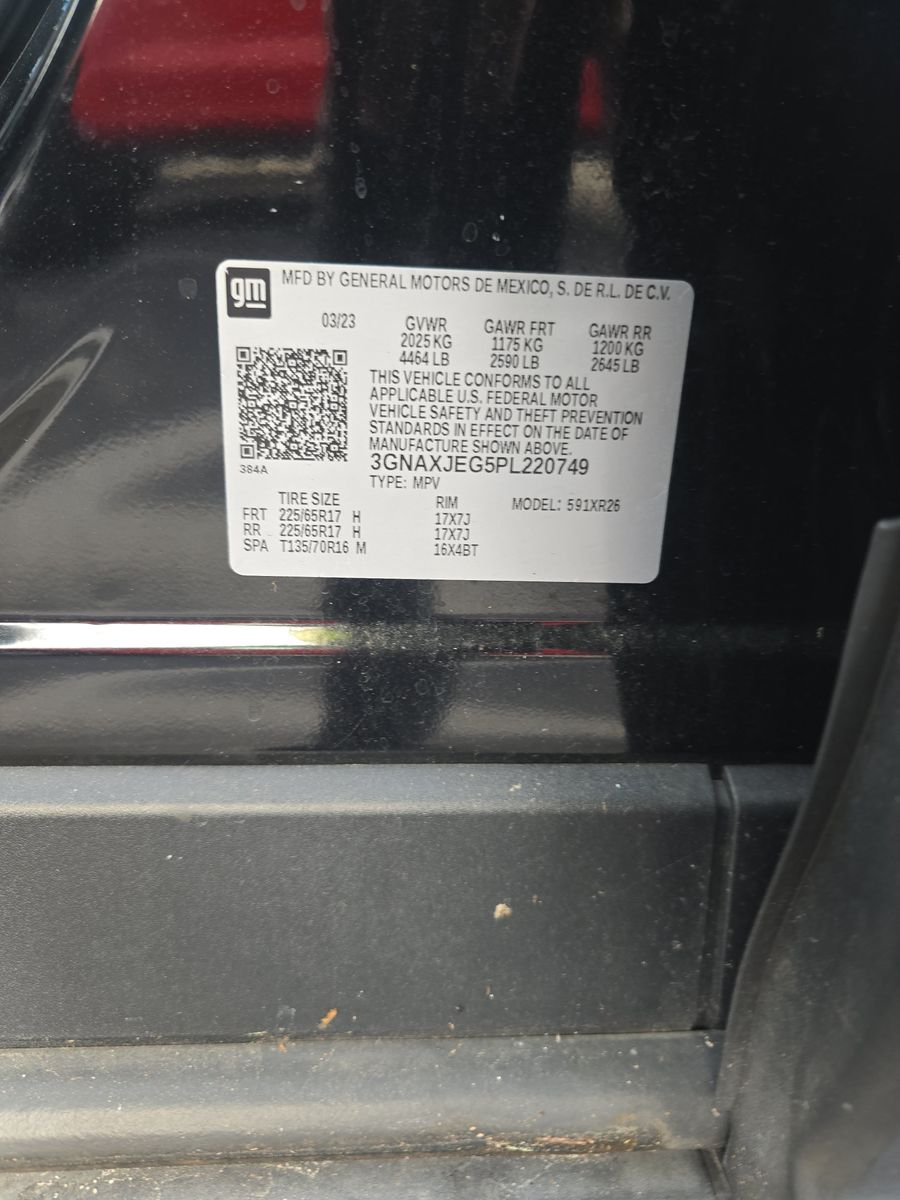 gm MFD BY GENERAL MOTORS DE MEXICO, S. DE R.L. DE C.V.
03/23 GVWR GAWR FRT GAWR RR
2025 KG 1175 KG 1200 KG
4464 LB 2590 LB 2645 LB
THIS VEHICLE CONFORMS TO ALL
APPLICABLE U.S. FEDERAL MOTOR
VEHICLE SAFETY AND THEFT PREVENTION
STANDARDS IN EFFECT ON THE DATE OF
MANUFACTURE SHOWN ABOVE.
384A 3GNAXJEG5PL220749
TYPE: MPV
TIRE SIZE RIM MODEL: 591XR26
FRT 225/65R17 H 17X7J
RR 225/65R17 H 17X7J
SPA T135/70R16 M 16X4BT